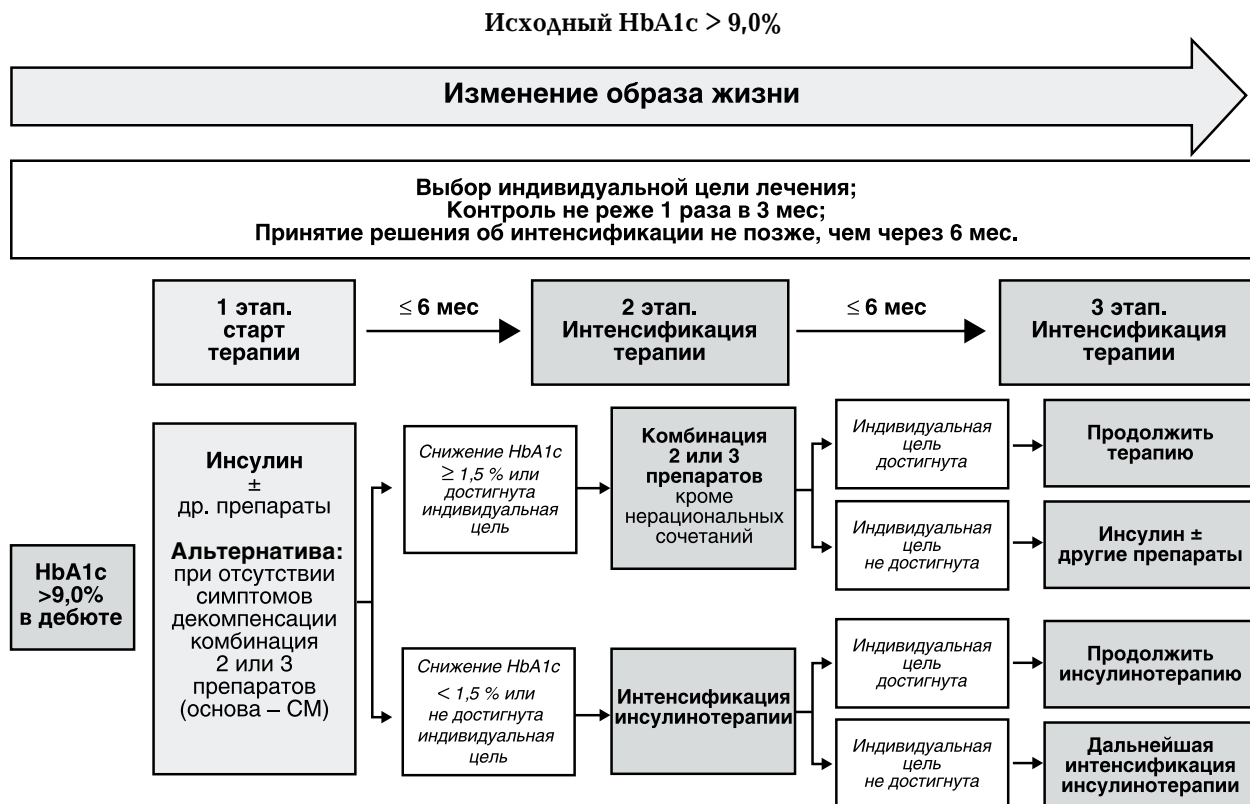 Исходный HbA1c > 9,0%
Изменение образа жизни
Выбор индивидуальной цели лечения;
Контроль не реже 1 раза в 3 мес;
Принятие решения об интенсификации не позже, чем через 6 мес.
1 этап.
старт
терапии
≤ 6 мес
2 этап.
Интенсификация
терапии
≤ 6 мес
3 этап.
Интенсификация
терапии
HbA1c
>9,0%
в дебюте
Инсулин
±
др. препараты
Альтернатива:
при отсутствии
симптомов
декомпенсации
комбинация
2 или 3
препаратов
(основа – СМ)
Снижение HbA1c
≥ 1,5 % или
достигнута
индивидуальная
цель
Комбинация
2 или 3
препаратов
кроме
нерациональных
сочетаний
Индивидуальная
цель
достигнута
Продолжить
терапию
Индивидуальная
цель
не достигнута
Инсулин ±
другие препараты
Снижение HbA1c
< 1,5 % или
не достигнута
индивидуальная
цель
Интенсификация
инсулинотерапии
Индивидуальная
цель
достигнута
Продолжить
инсулинотерапию
Индивидуальная
цель
не достигнута
Дальнейшая
интенсификация
инсулинотерапии